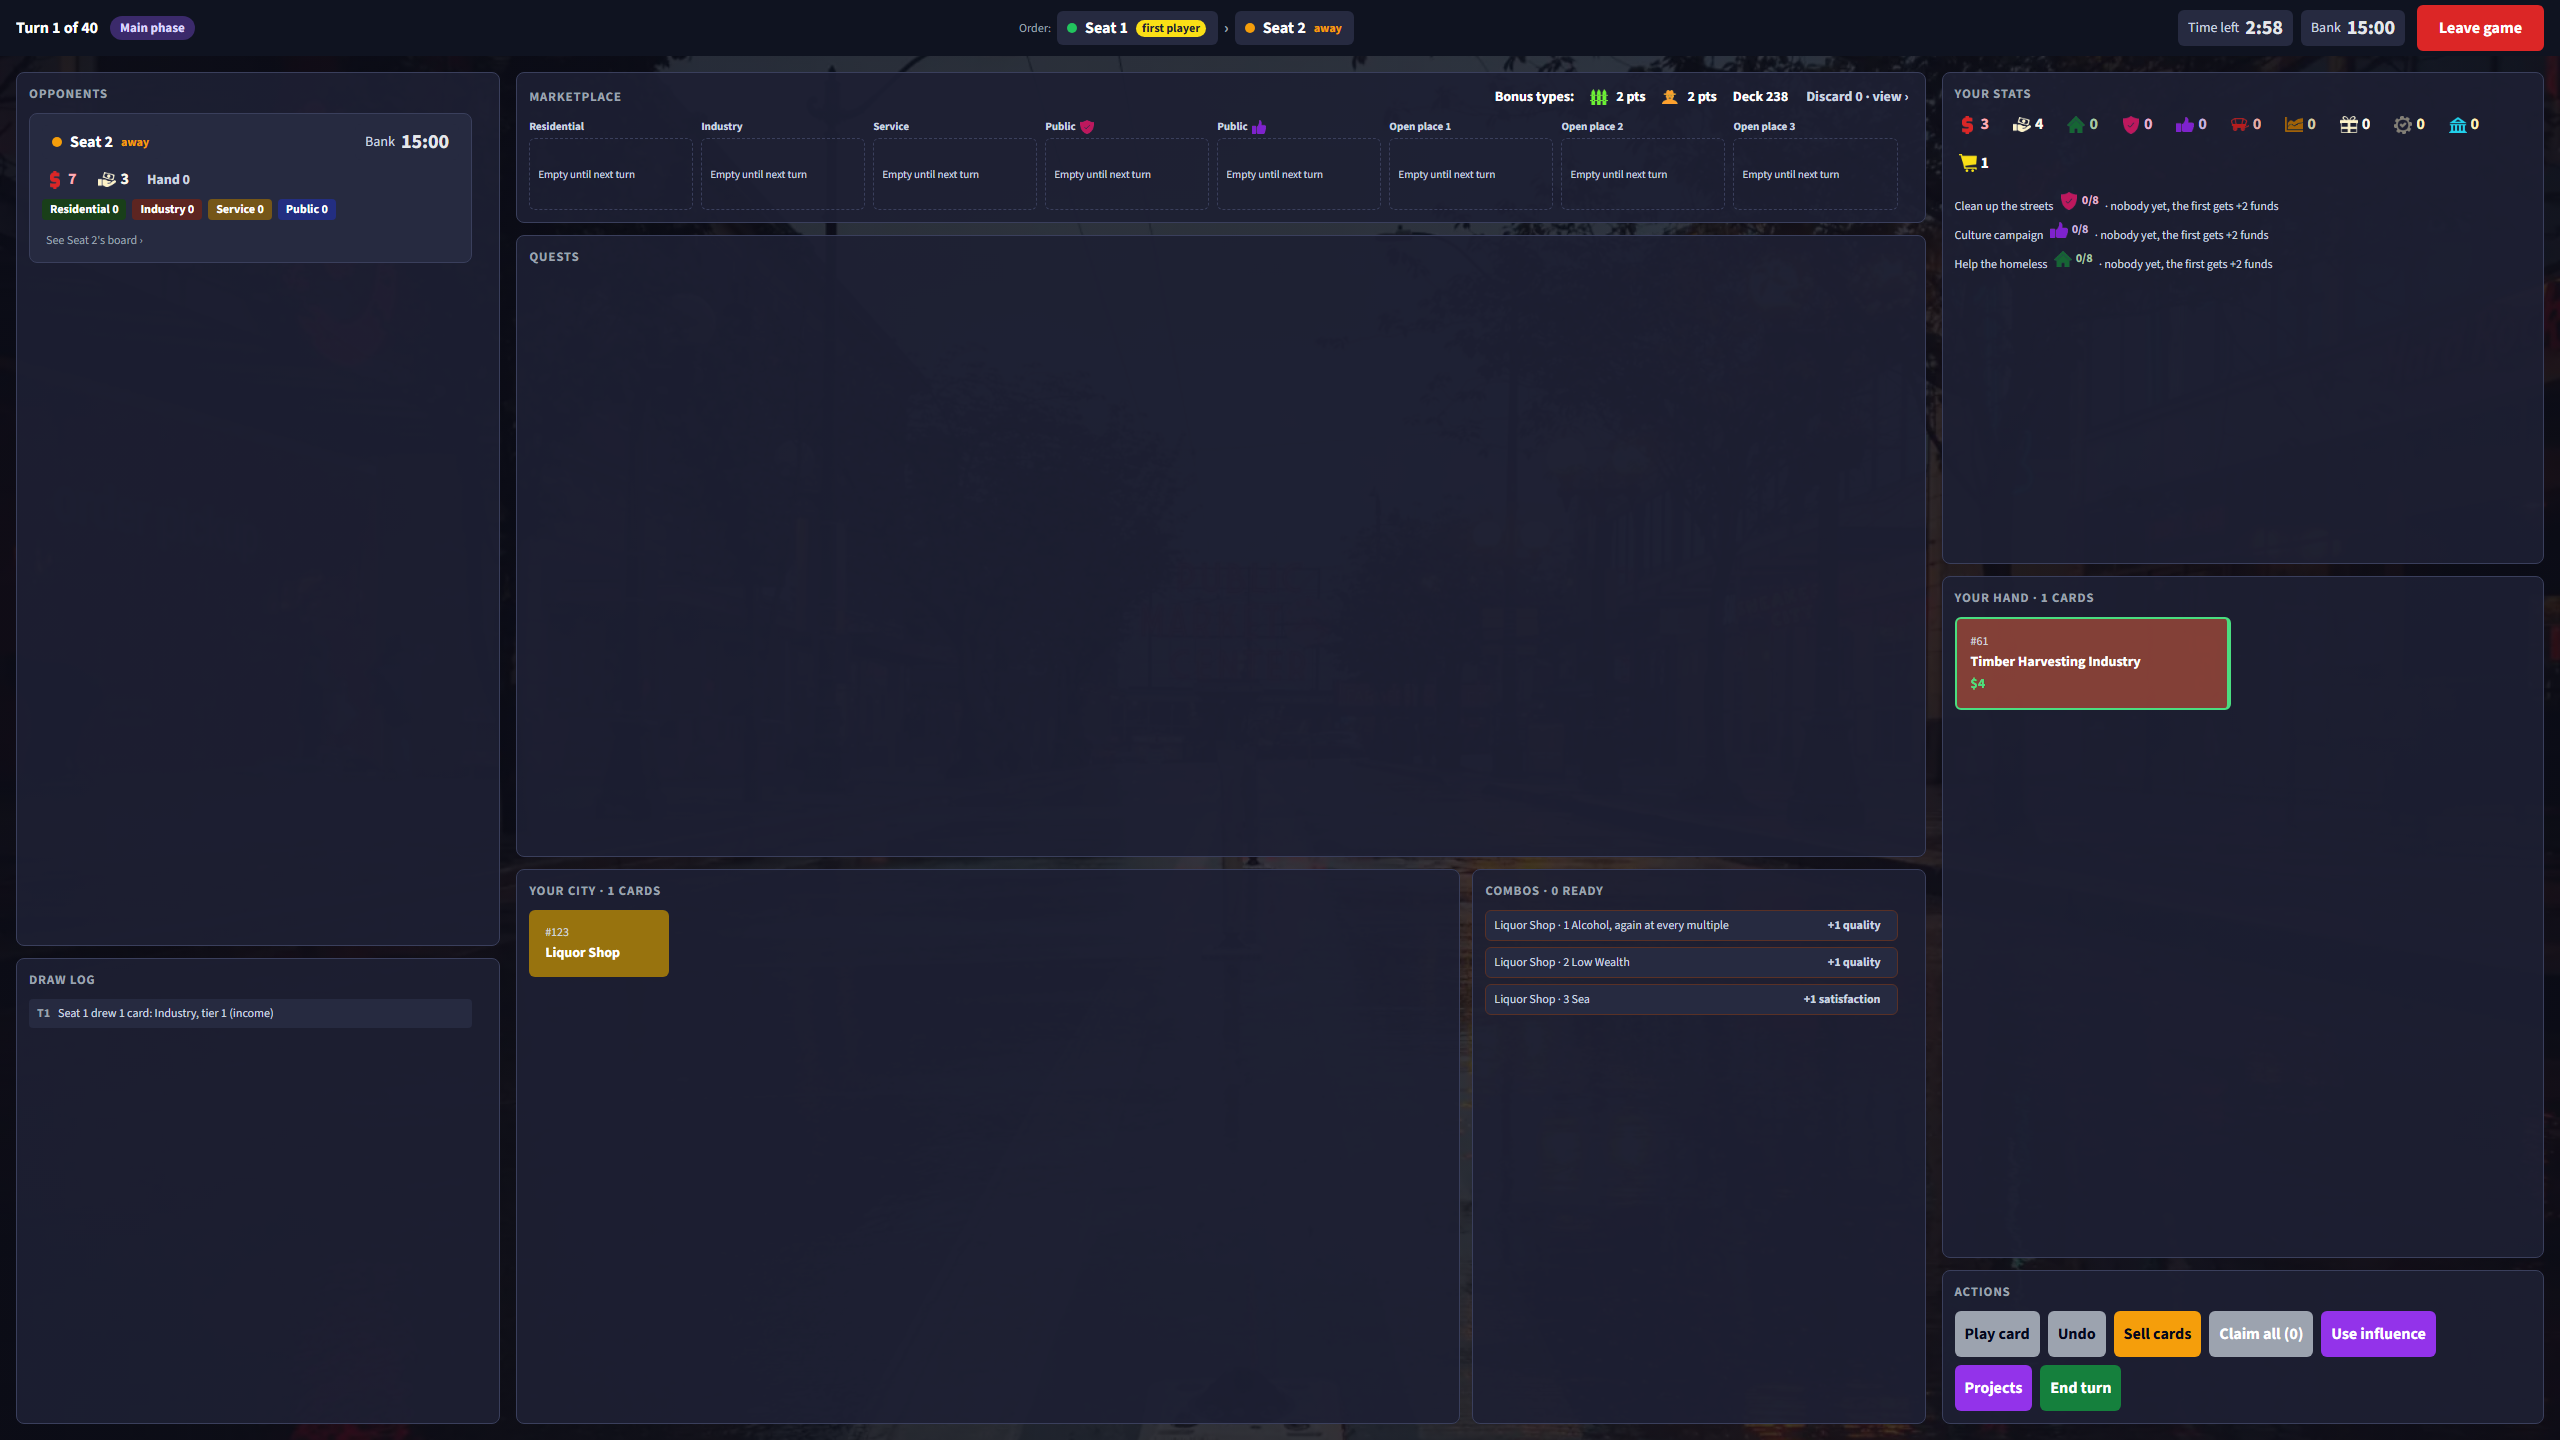 Turn 1 of 40 Main phase
Order: Seat 1 first player › Seat 2 away
Time left 2:58 Bank 15:00 Leave game
OPPONENTS
Seat 2 away Bank 15:00
7 3 Hand 0
Residential 0 Industry 0 Service 0 Public 0
See Seat 2's board ›
DRAW LOG
T1 Seat 1 drew 1 card: Industry, tier 1 (income)
MARKETPLACE
Bonus types: 2 pts 2 pts Deck 238 Discard 0 · view ›
Residential Industry Service Public Public Open place 1 Open place 2 Open place 3
Empty until next turn Empty until next turn Empty until next turn Empty until next turn Empty until next turn Empty until next turn Empty until next turn Empty until next turn
QUESTS
YOUR CITY · 1 CARDS
#123
Liquor Shop
COMBOS · 0 READY
Liquor Shop · 1 Alcohol, again at every multiple +1 quality
Liquor Shop · 2 Low Wealth +1 quality
Liquor Shop · 3 Sea +1 satisfaction
YOUR STATS
$ 3 4 0 0 0 0 0 0 0 0
1
Clean up the streets 0/8 · nobody yet, the first gets +2 funds
Culture campaign 0/8 · nobody yet, the first gets +2 funds
Help the homeless 0/8 · nobody yet, the first gets +2 funds
YOUR HAND · 1 CARDS
#61
Timber Harvesting Industry
$4
ACTIONS
Play card Undo Sell cards Claim all (0) Use influence
Projects End turn